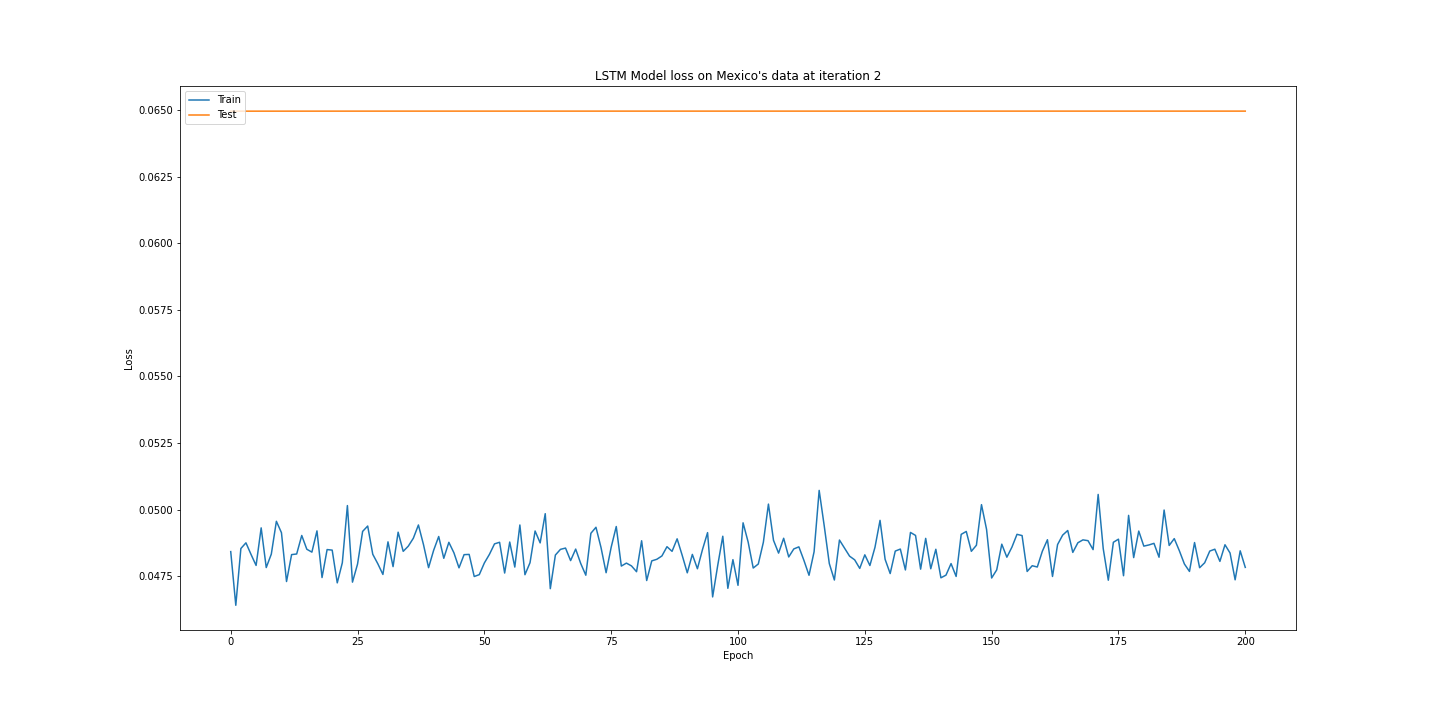 LSTM Model loss on Mexico's data at iteration 2
Train
Test
0.0650
0.0625
0.0600
0.0575
0.0550
0.0525
0.0500
0.0475
Loss
0 25 50 75 100 125 150 175 200
Epoch